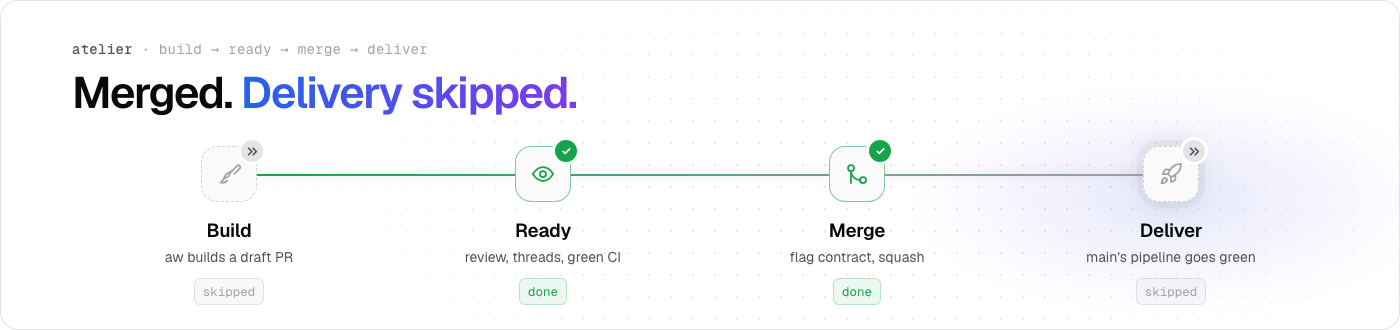 atelier · build → ready → merge → deliver
Merged. Delivery skipped.
Build
aw builds a draft PR
skipped
Ready
review, threads, green CI
done
Merge
flag contract, squash
done
Deliver
main's pipeline goes green
skipped